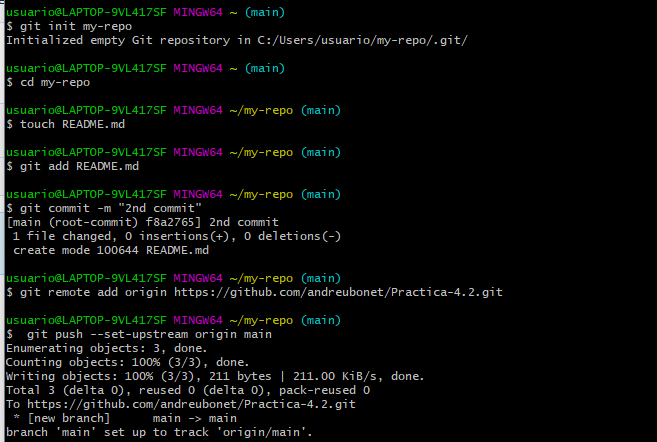 usuario@LAPTOP-9VL417SF MINGW64 ~ (main)
$ git init my-repo
Initialized empty Git repository in C:/Users/usuario/my-repo/.git/
usuario@LAPTOP-9VL417SF MINGW64 ~ (main)
$ cd my-repo
usuario@LAPTOP-9VL417SF MINGW64 ~/my-repo (main)
$ touch README.md
usuario@LAPTOP-9VL417SF MINGW64 ~/my-repo (main)
$ git add README.md
usuario@LAPTOP-9VL417SF MINGW64 ~/my-repo (main)
$ git commit -m "2nd commit"
[main (root-commit) f8a2765] 2nd commit
 1 file changed, 0 insertions(+), 0 deletions(-)
 create mode 100644 README.md
usuario@LAPTOP-9VL417SF MINGW64 ~/my-repo (main)
$ git remote add origin https://github.com/andreubonet/Practica-4.2.git
usuario@LAPTOP-9VL417SF MINGW64 ~/my-repo (main)
$  git push --set-upstream origin main
Enumerating objects: 3, done.
Counting objects: 100% (3/3), done.
Writing objects: 100% (3/3), 211 bytes | 211.00 KiB/s, done.
Total 3 (delta 0), reused 0 (delta 0), pack-reused 0
To https://github.com/andreubonet/Practica-4.2.git
 * [new branch]      main -> main
branch 'main' set up to track 'origin/main'.